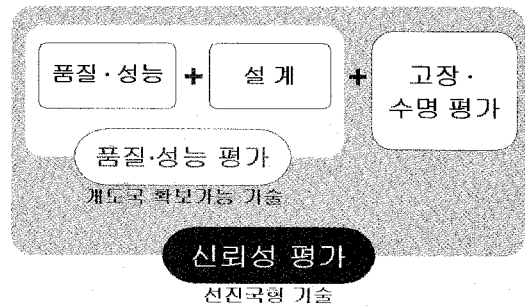 품질·성능 + 설계 + 고장·
수명 평가
품질·성능 평가
개도국 확보가능 기술
신뢰성 평가
선진국형 기술